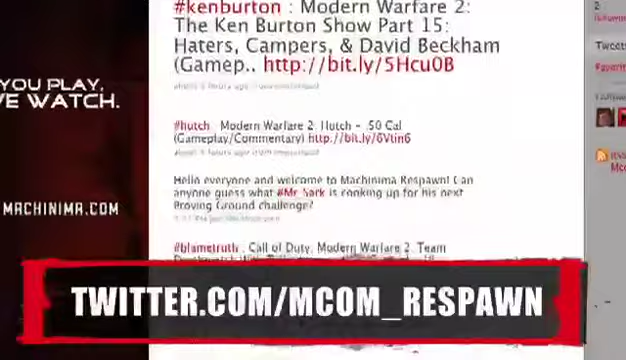 #kenburton : Modern Warfare 2:
The Ken Burton Show Part 15:
Haters, Campers, & David Beckham
(Gamep.. http://bit.ly/5Hcu0B
#hutch Modern Warfare 2 Hutch - .50 Cal
(Gameplay/Commentary) http://bit.ly/6Vtin6
Hello everyone and welcome to Machinima Respawn! Can
anyone guess what #Mr_Sark is cooking up for his next
Proving Ground challenge?
#blametruth : Call of Duty, Modern Warfare 2. Team
YOU PLAY,
WE WATCH.
MACHINIMA.COM
2
Tweets
Favorit
TWITTER.COM/MCOM_RESPAWN